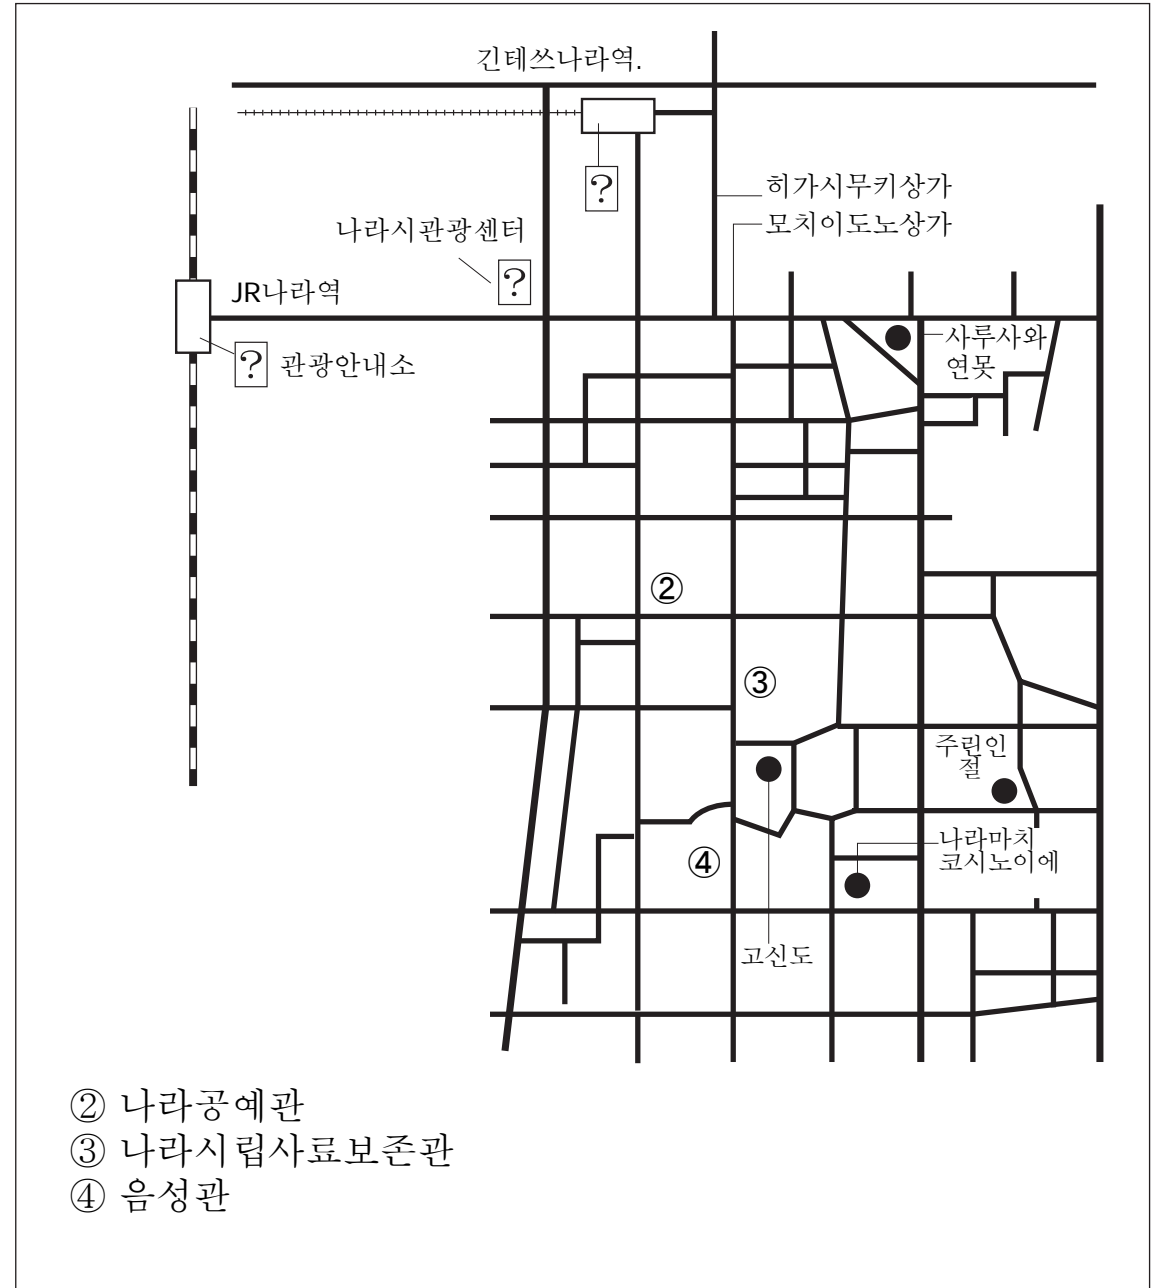 긴테쓰나라역.
?
히가시무키상가
모치이도노상가
나라시관광센터
?
JR나라역
? 관광안내소
사루사와
연못
②
③
주린인
절
④
나라마치
코시노이에
고신도
② 나라공예관
③ 나라시립사료보존관
④ 음성관